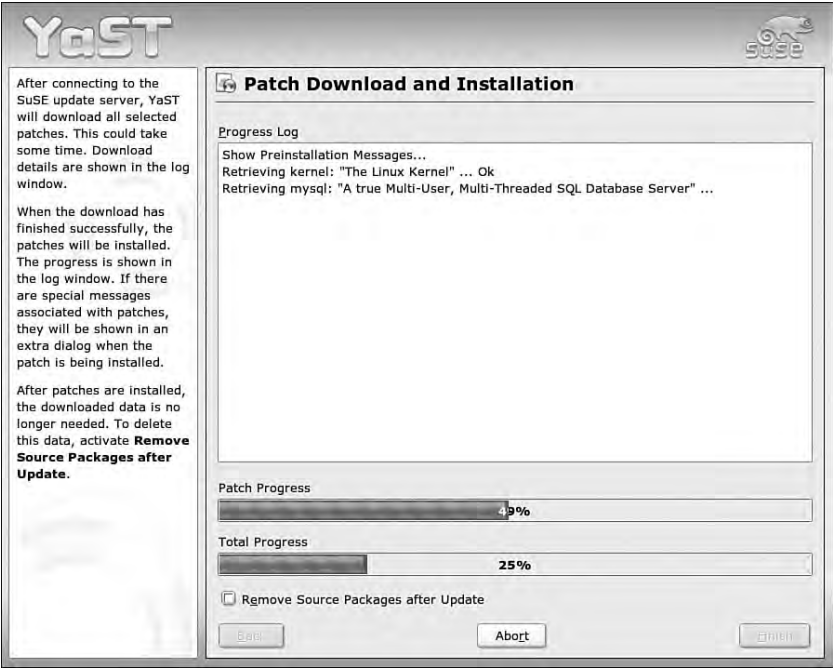 YaST
SuSE
After connecting to the
SuSE update server, YaST
will download all selected
patches. This could take
some time. Download
details are shown in the log
window.
When the download has
finished successfully, the
patches will be installed.
The progress is shown in
the log window. If there
are special messages
associated with patches,
they will be shown in an
extra dialog when the
patch is being installed.
After patches are installed,
the downloaded data is no
longer needed. To delete
this data, activate Remove
Source Packages after
Update.
Patch Download and Installation
Progress Log
Show Preinstallation Messages...
Retrieving kernel: "The Linux Kernel" ... Ok
Retrieving mysql: "A true Multi-User, Multi-Threaded SQL Database Server" ...
Patch Progress
49%
Total Progress
25%
Remove Source Packages after Update
Back
Abort
Finish